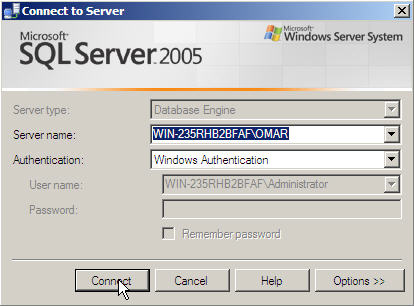 Connect to Server
Microsoft
SQL Server 2005
Microsoft
Windows Server System
Server type:
Database Engine
Server name:
WIN-235RHB2BFAF\OMAR
Authentication:
Windows Authentication
User name:
WIN-235RHB2BFAF\Administrator
Password:
Remember password
Connect
Cancel
Help
Options >>